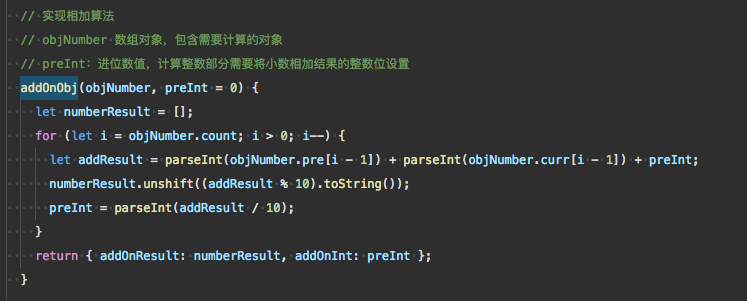 // 实现相加算法
// objNumber 数组对象，包含需要计算的对象
// preInt：进位数值，计算整数部分需要将小数相加结果的整数位设置
addOnObj(objNumber, preInt = 0) {
let numberResult = [];
for (let i = objNumber.count; i > 0; i--) {
let addResult = parseInt(objNumber.pre[i - 1]) + parseInt(objNumber.curr[i - 1]) + preInt;
numberResult.unshift((addResult % 10).toString());
preInt = parseInt(addResult / 10);
}
return { addOnResult: numberResult, addOnInt: preInt };
}